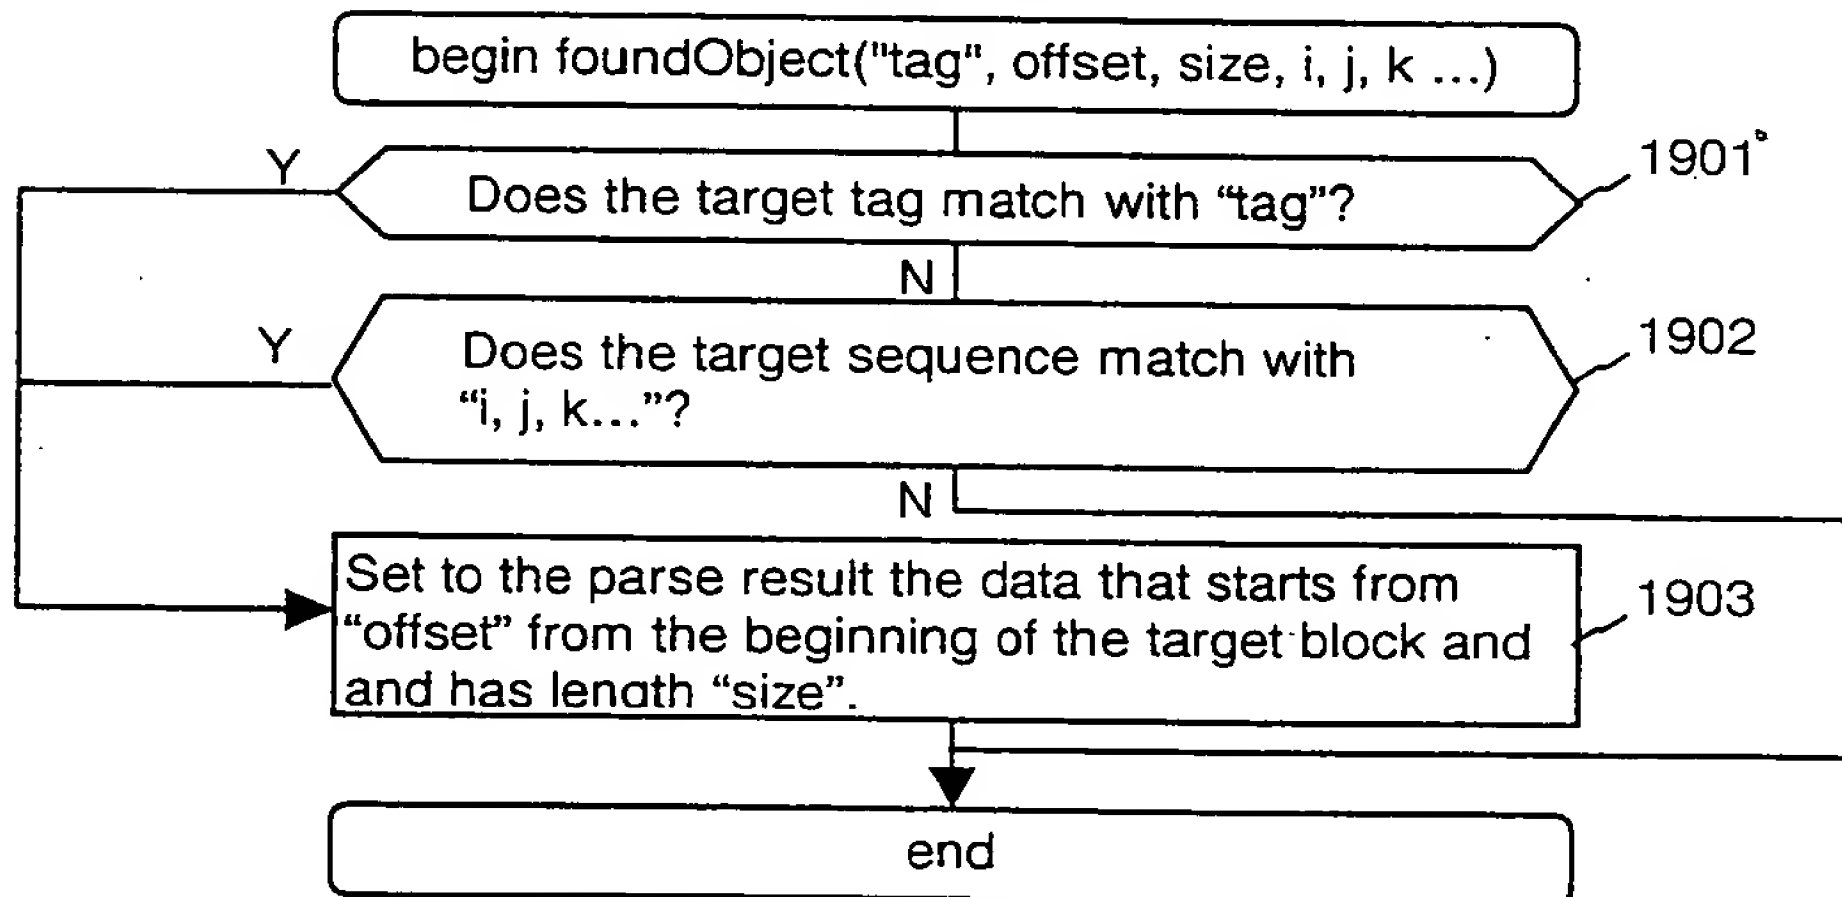 begin foundObject("tag", offset, size, i, j, k ...)
Y
1901
Does the target tag match with “tag”?
N
Y
1902
Does the target sequence match with
“i, j, k...”?
N
Set to the parse result the data that starts from
1903
“offset” from the beginning of the target block and
and has length “size”.
end